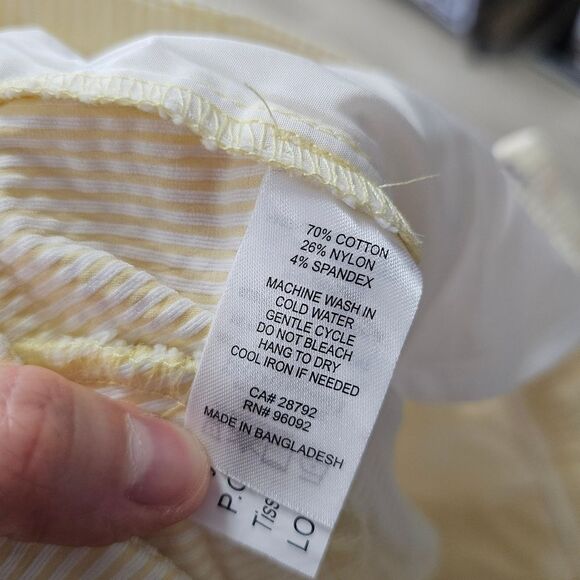 70% COTTON
26% NYLON
4% SPANDEX
MACHINE WASH IN
COLD WATER
GENTLE CYCLE
DO NOT BLEACH
HANG TO DRY
COOL IRON IF NEEDED
CA# 28792
RN# 96092
MADE IN BANGLADESH